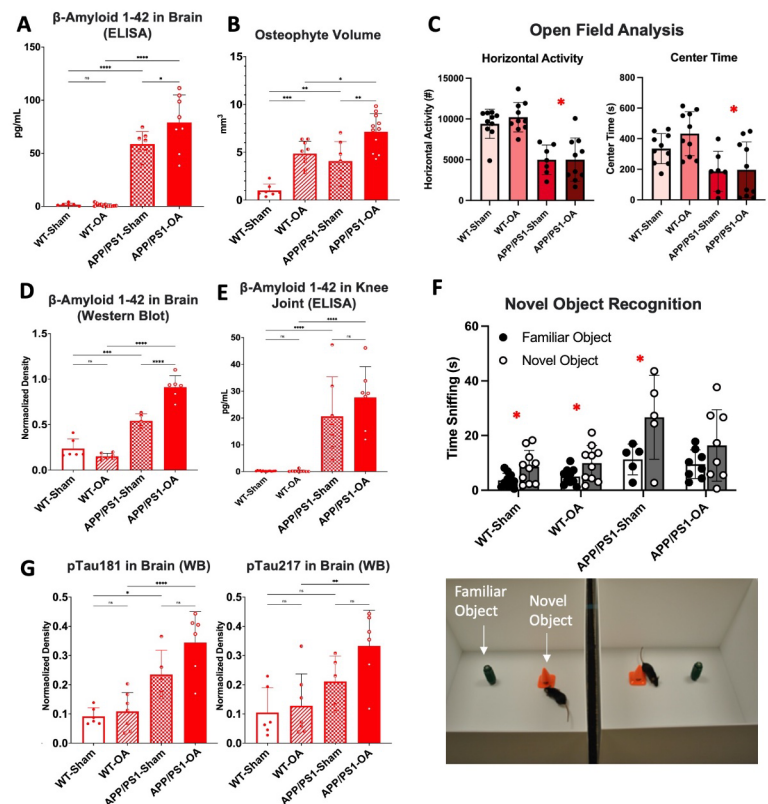 A
β-Amyloid 1-42 in Brain
(ELISA)
pg/mL
150
100
50
0
****
****
ns
*
WT-Sham
WT-OA
APP/PS1-Sham
APP/PS1-OA
B
Osteophyte Volume
mm3
15
10
5
0
*
**
***
**
WT-Sham
WT-OA
APP/PS1-Sham
APP/PS1-OA
C
Open Field Analysis
Horizontal Activity
Horizontal Activity (#)
15000
10000
5000
0
*
WT-Sham
WT-OA
APP/PS1-Sham
APP/PS1-OA
Center Time
Center Time (s)
800
600
400
200
0
*
WT-Sham
WT-OA
APP/PS1-Sham
APP/PS1-OA
D
β-Amyloid 1-42 in Brain
(Western Blot)
Normaolized Density
1.5
1.0
0.5
0.0
****
***
ns
****
WT-Sham
WT-OA
APP/PS1-Sham
APP/PS1-OA
E
β-Amyloid 1-42 in Knee
Joint (ELISA)
pg/mL
50
40
30
20
10
0
****
****
ns
ns
WT-Sham
WT-OA
APP/PS1-Sham
APP/PS1-OA
F
Novel Object Recognition
Time Sniffing (s)
60
40
20
0
Familiar Object
Novel Object
*
*
*
WT-Sham
WT-OA
APP/PS1-Sham
APP/PS1-OA
Familiar
Object
Novel
Object
G
pTau181 in Brain (WB)
Normaolized Density
0.5
0.4
0.3
0.2
0.1
0.0
****
*
ns
ns
WT-Sham
WT-OA
APP/PS1-Sham
APP/PS1-OA
pTau217 in Brain (WB)
Normaolized Density
0.5
0.4
0.3
0.2
0.1
0.0
**
ns
ns
ns
WT-Sham
WT-OA
APP/PS1-Sham
APP/PS1-OA